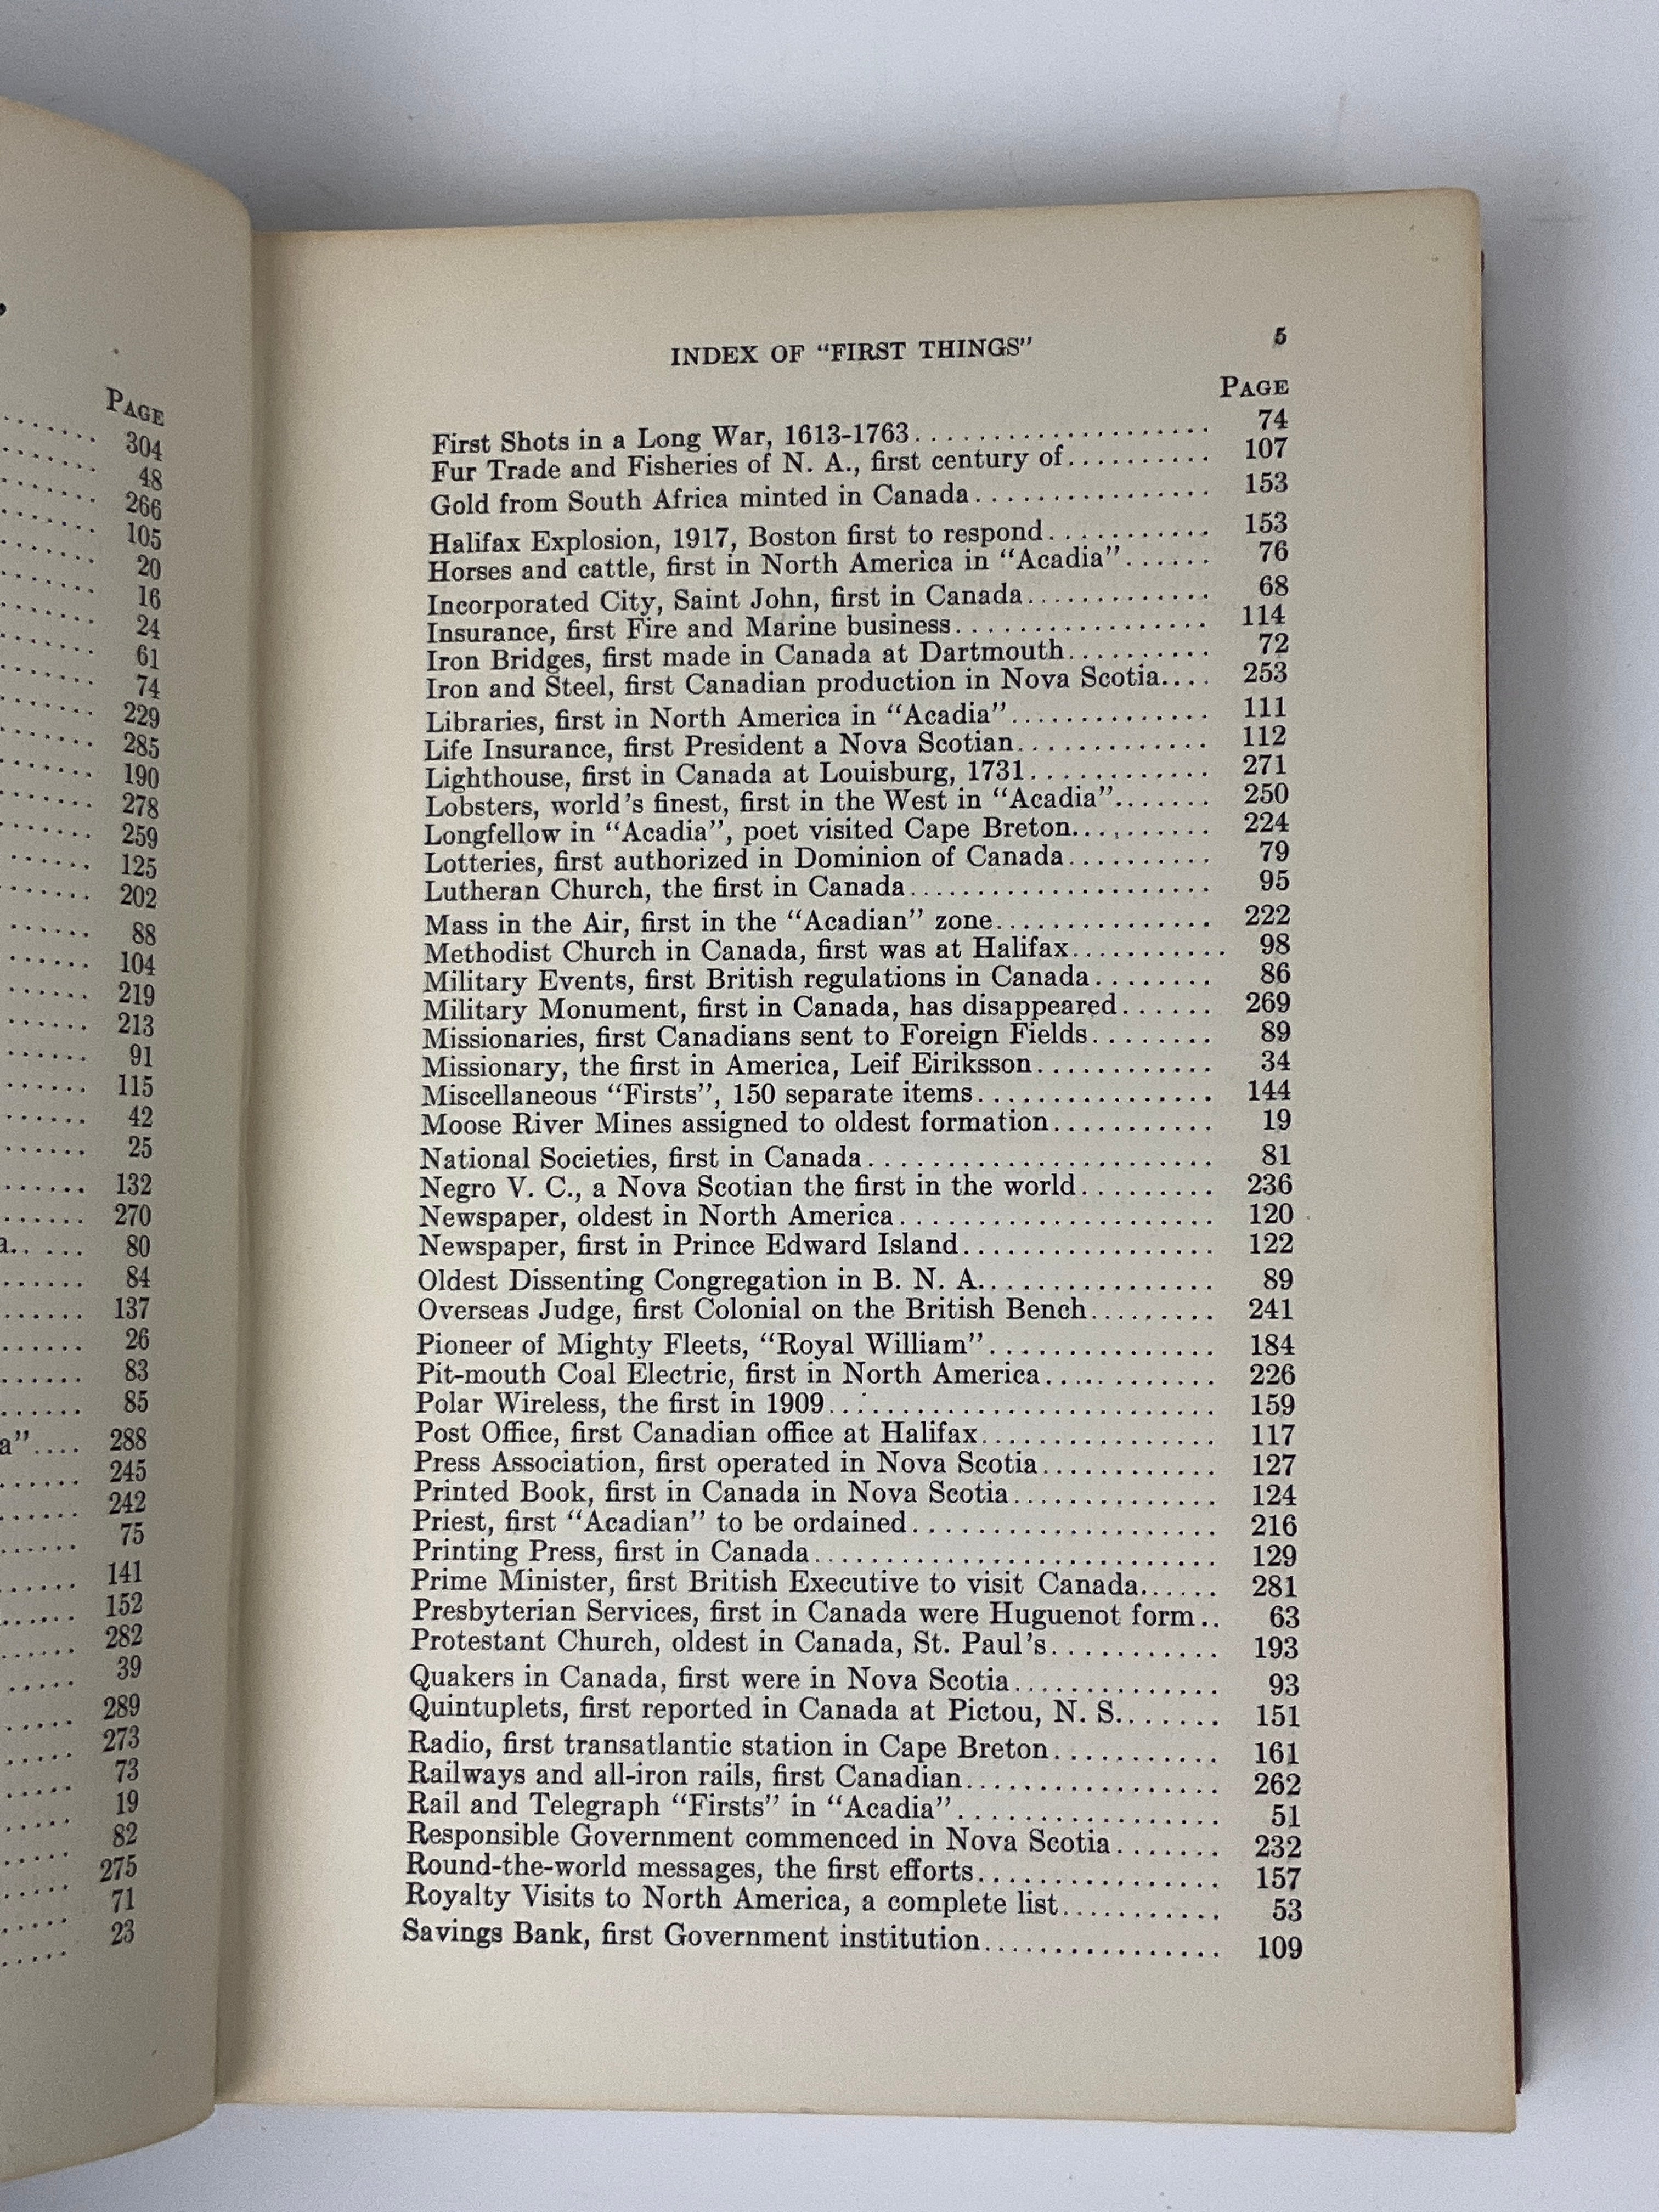 PAGE
304
48
266
105
20
16
24
61
74
229
285
190
278
259
125
202
88
104
219
213
91
115
42
25
132
270
a.. ... 80
84
137
26
83
85
a".... 288
245
242
75
141
152
282
39
289
273
73
19
82
275
71
23
INDEX OF "FIRST THINGS" 5
PAGE
First Shots in a Long War, 1613-1763.................... 74
Fur Trade and Fisheries of N. A., first century of.......... 107
Gold from South Africa minted in Canada................ 153
Halifax Explosion, 1917, Boston first to respond........... 153
Horses and cattle, first in North America in "Acadia"...... 76
Incorporated City, Saint John, first in Canada............. 68
Insurance, first Fire and Marine business................. 114
Iron Bridges, first made in Canada at Dartmouth.......... 72
Iron and Steel, first Canadian production in Nova Scotia.... 253
Libraries, first in North America in "Acadia".............. 111
Life Insurance, first President a Nova Scotian............. 112
Lighthouse, first in Canada at Louisburg, 1731............ 271
Lobsters, world's finest, first in the West in "Acadia"....... 250
Longfellow in "Acadia", poet visited Cape Breton.......... 224
Lotteries, first authorized in Dominion of Canada.......... 79
Lutheran Church, the first in Canada..................... 95
Mass in the Air, first in the "Acadian" zone............... 222
Methodist Church in Canada, first was at Halifax........... 98
Military Events, first British regulations in Canada........ 86
Military Monument, first in Canada, has disappeared...... 269
Missionaries, first Canadians sent to Foreign Fields........ 89
Missionary, the first in America, Leif Eiriksson............ 34
Miscellaneous "Firsts", 150 separate items................ 144
Moose River Mines assigned to oldest formation........... 19
National Societies, first in Canada........................ 81
Negro V. C., a Nova Scotian the first in the world.......... 236
Newspaper, oldest in North America...................... 120
Newspaper, first in Prince Edward Island................. 122
Oldest Dissenting Congregation in B. N. A................ 89
Overseas Judge, first Colonial on the British Bench......... 241
Pioneer of Mighty Fleets, "Royal William"................ 184
Pit-mouth Coal Electric, first in North America............ 226
Polar Wireless, the first in 1909.......................... 159
Post Office, first Canadian office at Halifax................ 117
Press Association, first operated in Nova Scotia............ 127
Printed Book, first in Canada in Nova Scotia.............. 124
Priest, first "Acadian" to be ordained..................... 216
Printing Press, first in Canada........................... 129
Prime Minister, first British Executive to visit Canada...... 281
Presbyterian Services, first in Canada were Huguenot form.. 63
Protestant Church, oldest in Canada, St. Paul's............ 193
Quakers in Canada, first were in Nova Scotia.............. 93
Quintuplets, first reported in Canada at Pictou, N. S....... 151
Radio, first transatlantic station in Cape Breton........... 161
Railways and all-iron rails, first Canadian................. 262
Rail and Telegraph "Firsts" in "Acadia".................. 51
Responsible Government commenced in Nova Scotia....... 232
Round-the-world messages, the first efforts................ 157
Royalty Visits to North America, a complete list........... 53
Savings Bank, first Government institution................ 109